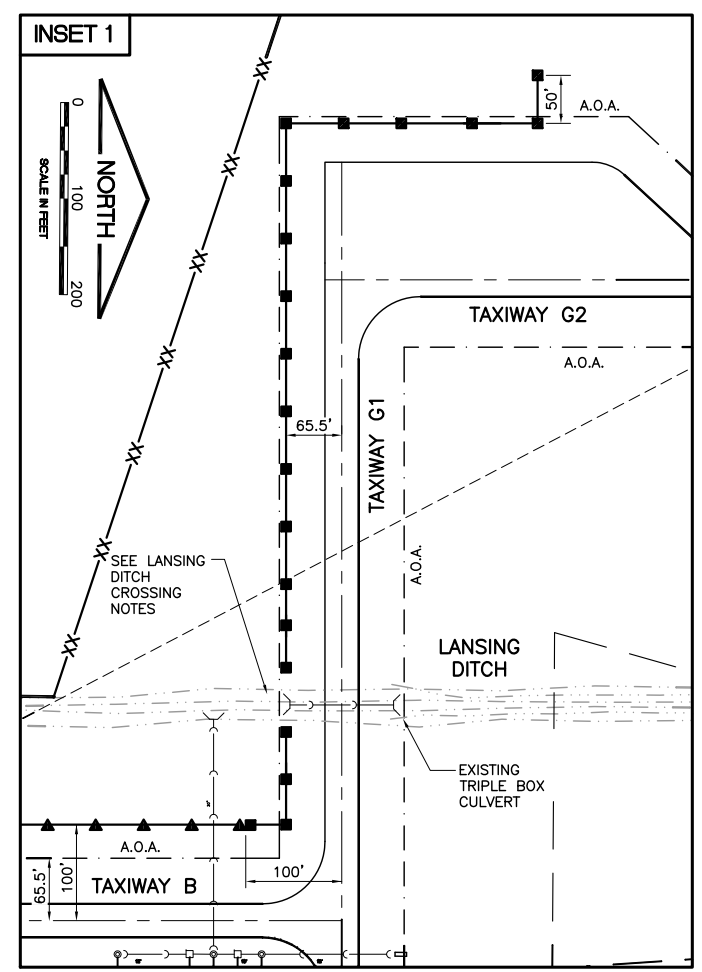 INSET 1
50'
A.O.A.
0
100
200
SCALE IN FEET
NORTH
TAXIWAY G2
A.O.A.
65.5'
TAXIWAY G1
A.O.A.
SEE LANSING
DITCH
CROSSING
NOTES
LANSING
DITCH
EXISTING
TRIPLE BOX
CULVERT
A.O.A.
65.5'
100'
TAXIWAY B
100'